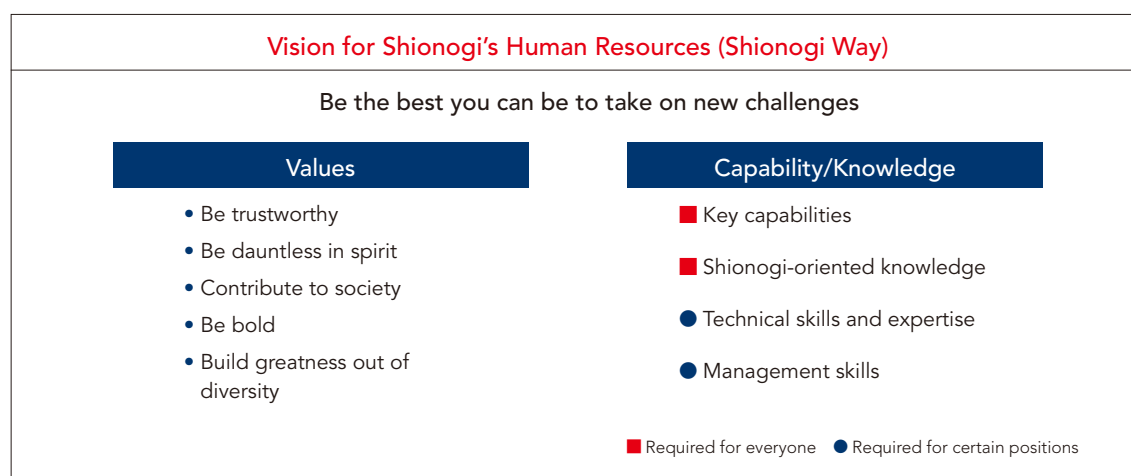 Vision for Shionogi's Human Resources (Shionogi Way)
Be the best you can be to take on new challenges
Values
• Be trustworthy
• Be dauntless in spirit
• Contribute to society
• Be bold
• Build greatness out of
diversity
Capability/Knowledge
■ Key capabilities
■ Shionogi-oriented knowledge
● Technical skills and expertise
● Management skills
■ Required for everyone ● Required for certain positions